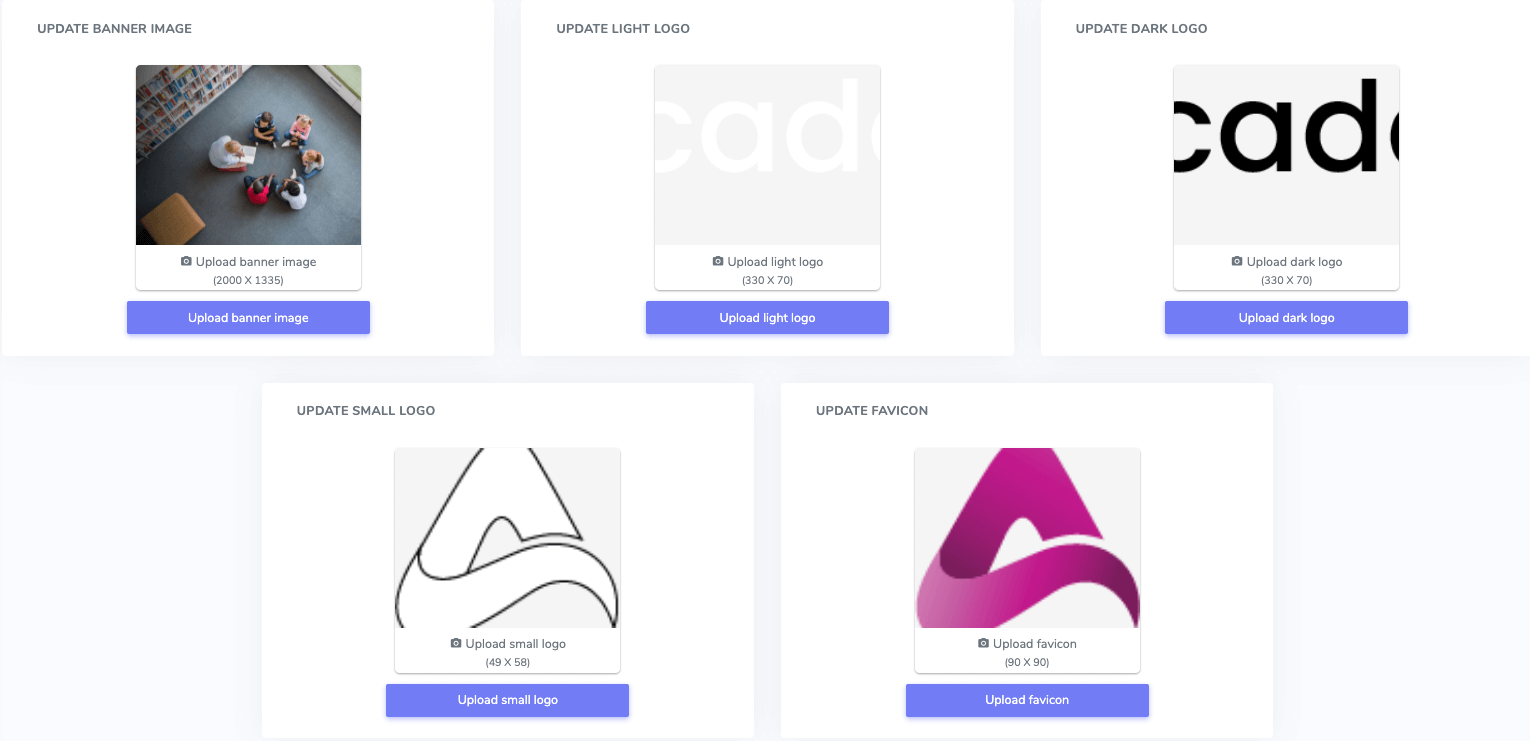 UPDATE BANNER IMAGE
Upload banner image
(2000 X 1335)
Upload banner image
UPDATE LIGHT LOGO
cad
Upload light logo
(330 X 70)
Upload light logo
UPDATE DARK LOGO
cad
Upload dark logo
(330 X 70)
Upload dark logo
UPDATE SMALL LOGO
Upload small logo
(49 X 58)
Upload small logo
UPDATE FAVICON
Upload favicon
(90 X 90)
Upload favicon